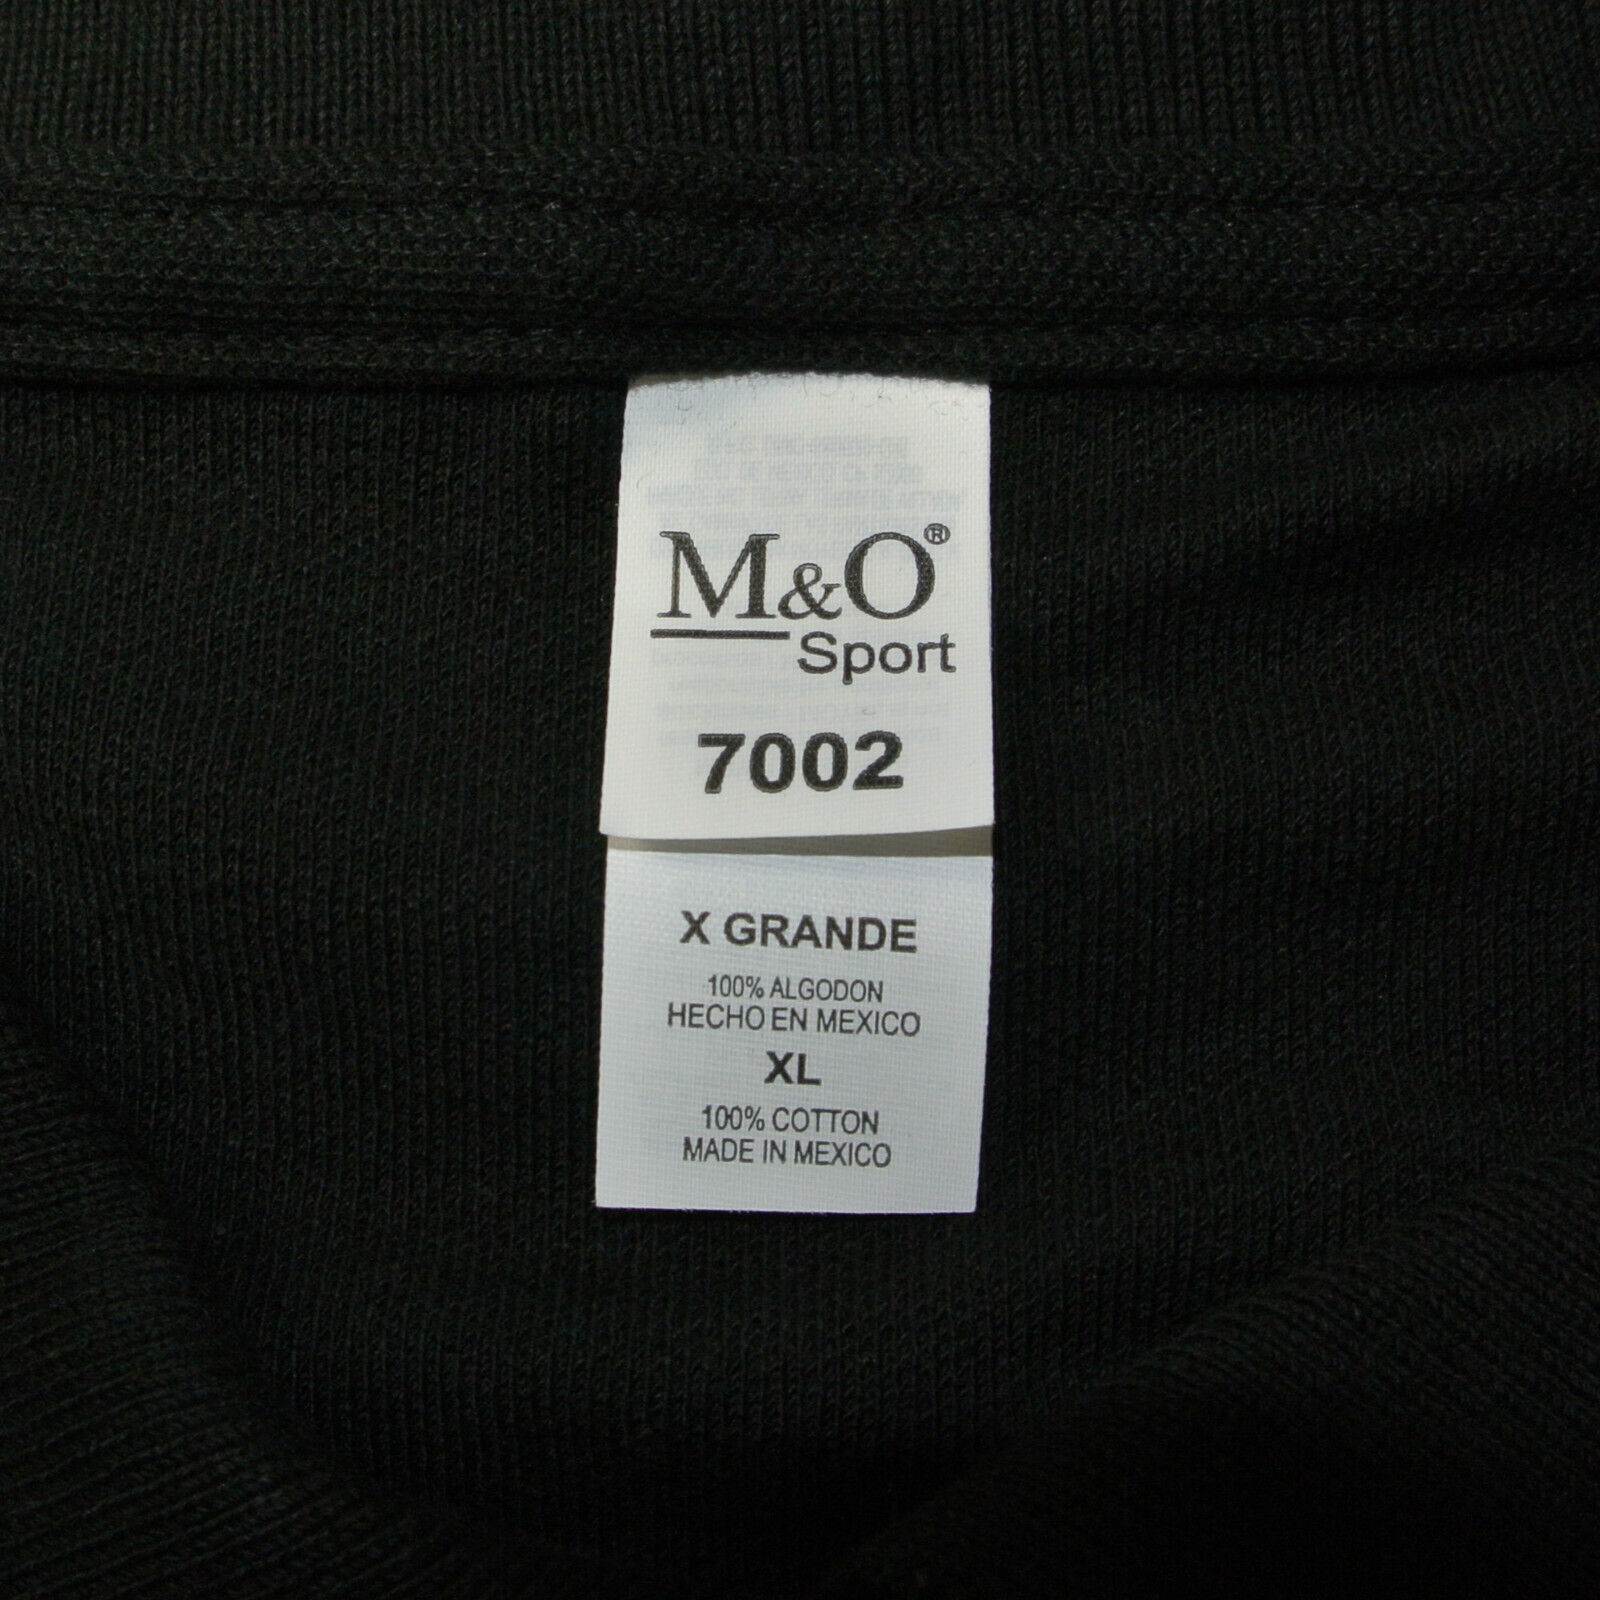 M&O®
Sport
7002
X GRANDE
100% ALGODON
HECHO EN MEXICO
XL
100% COTTON
MADE IN MEXICO